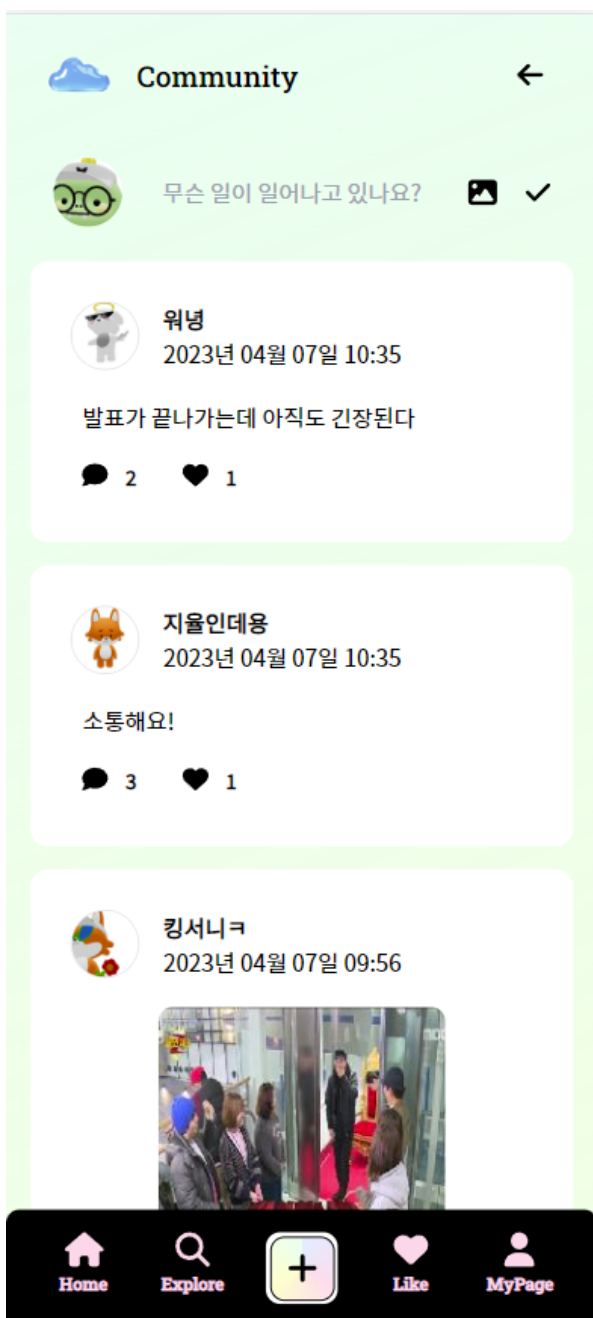 Community
무슨 일이 일어나고 있나요?
워녕
2023년 04월 07일 10:35
발표가 끝나가는데 아직도 긴장된다
2 1
지율인데용
2023년 04월 07일 10:35
소통해요!
3 1
킹서니ㅋ
2023년 04월 07일 09:56
Home Explore Like MyPage